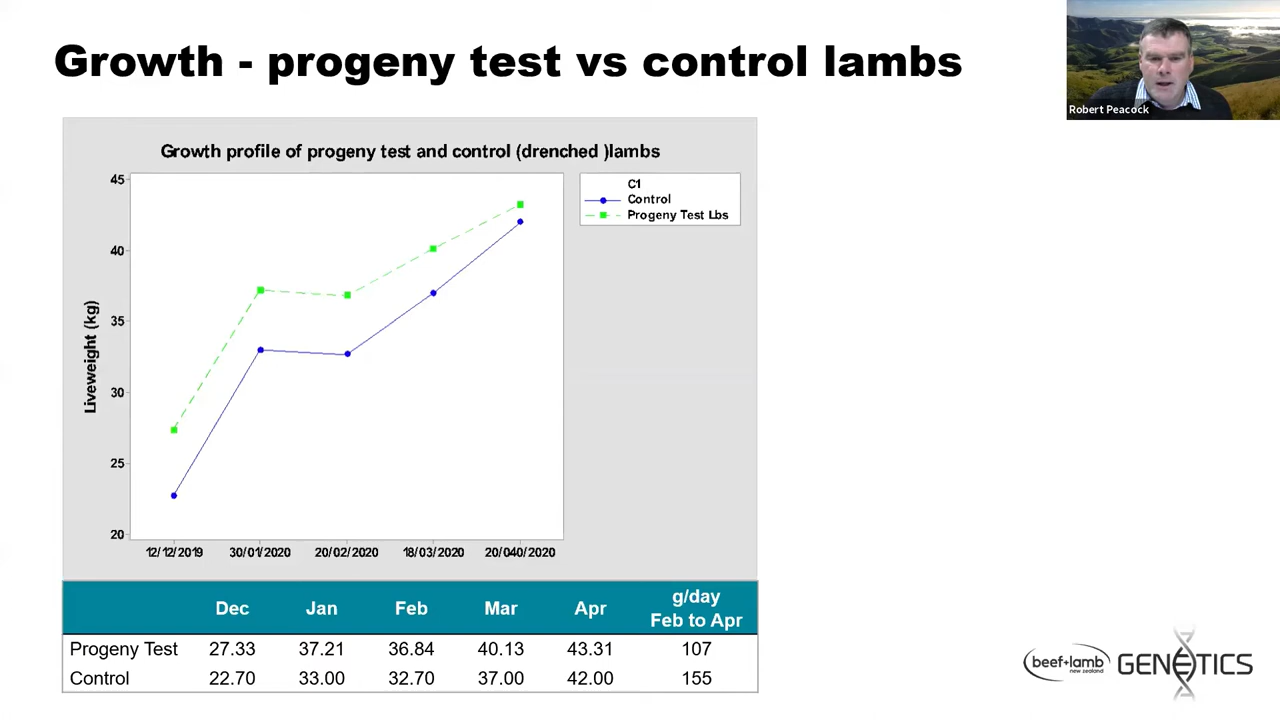 Growth - progeny test vs control lambs
Robert Peacock
Growth profile of progeny test and control (drenched )lambs
C1
Control
Progeny Test Lbs
Liveweight (kg)
45
40
35
30
25
20
12/12/2019 30/01/2020 20/02/2020 18/03/2020 20/040/2020
Dec Jan Feb Mar Apr g/day Feb to Apr
Progeny Test 27.33 37.21 36.84 40.13 43.31 107
Control 22.70 33.00 32.70 37.00 42.00 155
beef+lamb new zealand GENETICS